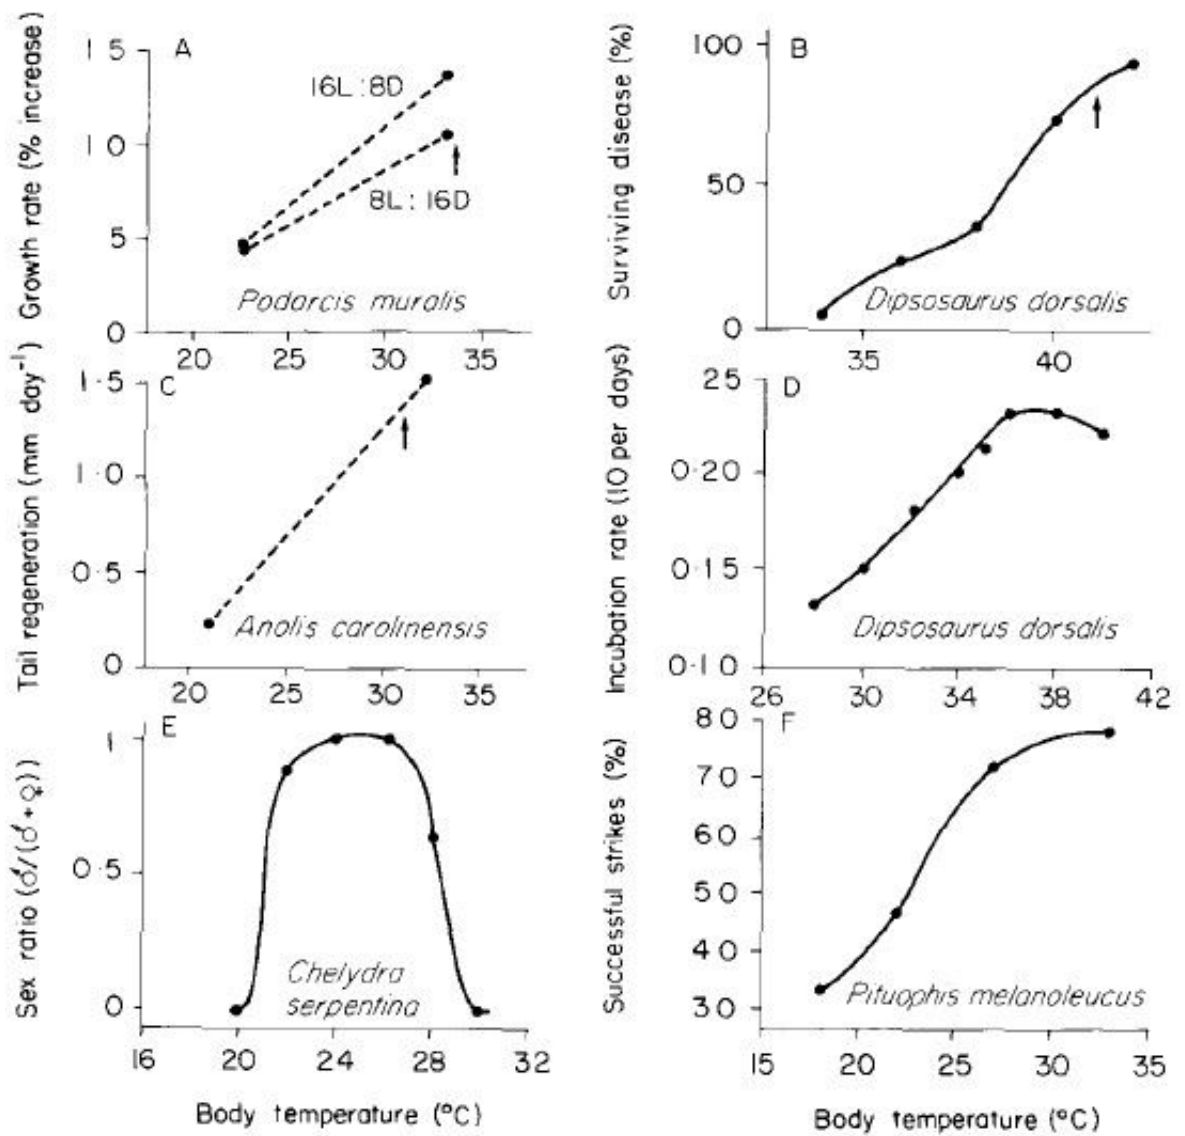 A
Growth rate (% increase)
15
10
5
0
16L:8D
8L:16D
Podarcis muralis
20 25 30 35
B
Surviving disease (%)
100
50
0
Dipsosaurus dorsalis
35 40
C
Tail regeneration (mm day⁻¹)
1·5
1·0
0·5
0
Anolis carolinensis
20 25 30 35
D
Incubation rate (10 per days)
25
0·20
0·15
0·10
Dipsosaurus dorsalis
26 30 34 38 42
E
Sex ratio (♂/(♂+♀))
1
0·5
0
Chelydra
serpentina
16 20 24 28 32
Body temperature (°C)
F
Successful strikes (%)
80
70
60
50
40
30
Pituophis melanoleucus
15 20 25 30 35
Body temperature (°C)